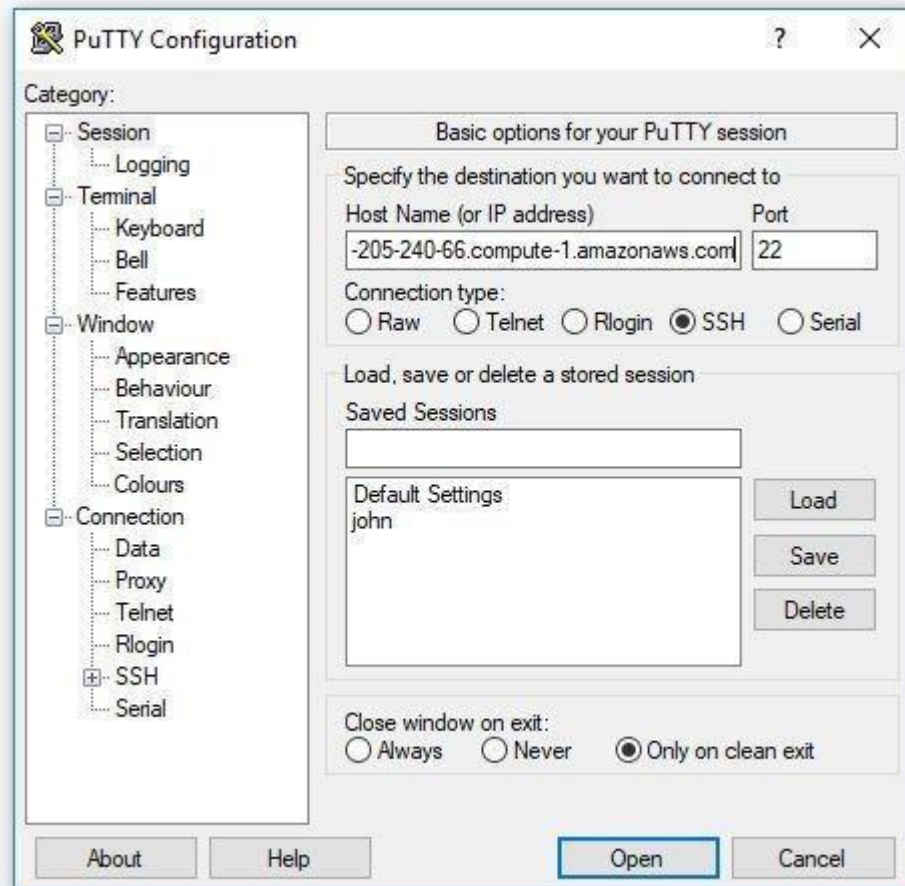 PuTTY Configuration
Category:
Session
Logging
Terminal
Keyboard
Bell
Features
Window
Appearance
Behaviour
Translation
Selection
Colours
Connection
Data
Proxy
Telnet
Rlogin
SSH
Serial
Basic options for your PuTTY session
Specify the destination you want to connect to
Host Name (or IP address) Port
-205-240-66.compute-1.amazonaws.com 22
Connection type:
Raw Telnet Rlogin SSH Serial
Load, save or delete a stored session
Saved Sessions
Default Settings
john
Load
Save
Delete
Close window on exit:
Always Never Only on clean exit
About Help Open Cancel